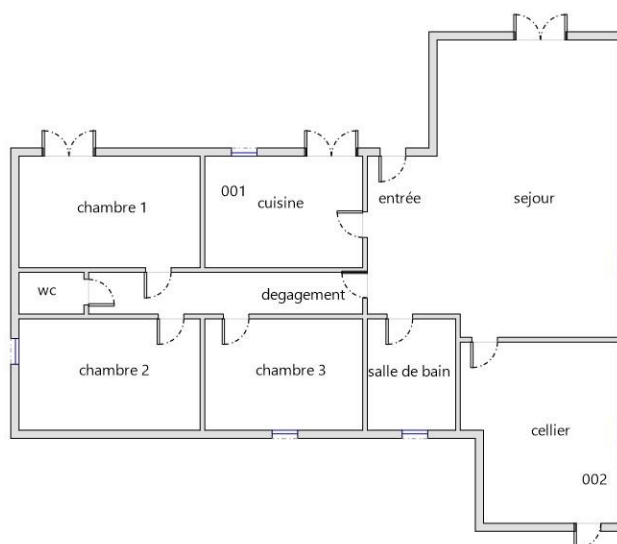 001
cuisine
entrée
sejour
chambre 1
wc
degagement
chambre 2
chambre 3
salle de bain
cellier
002